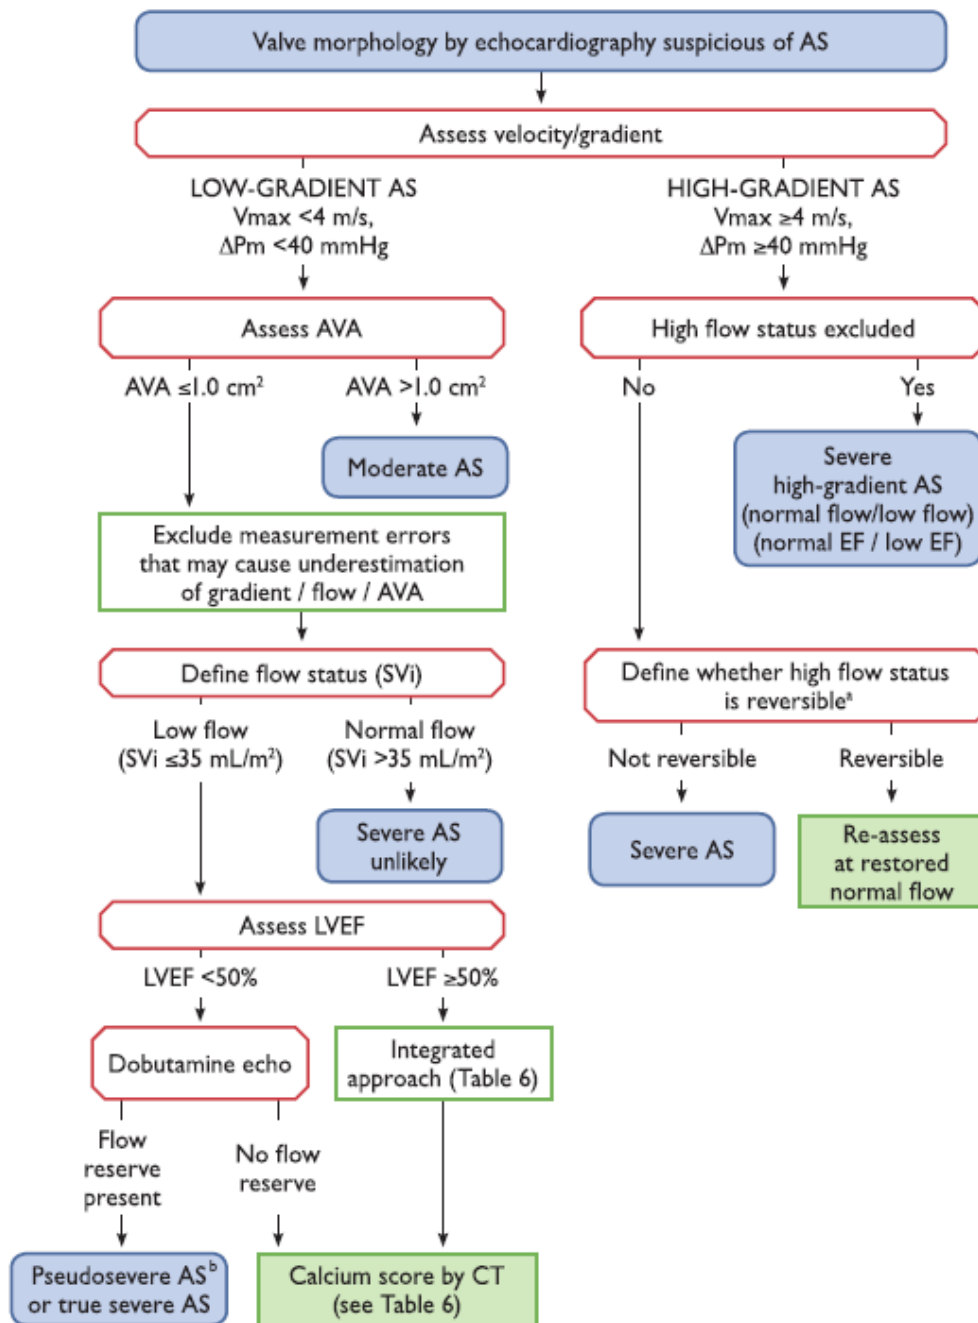 Valve morphology by echocardiography suspicious of AS
Assess velocity/gradient
LOW-GRADIENT AS
Vmax <4 m/s,
ΔPm <40 mmHg
HIGH-GRADIENT AS
Vmax ≥4 m/s,
ΔPm ≥40 mmHg
Assess AVA
High flow status excluded
AVA ≤1.0 cm²
AVA >1.0 cm²
No
Yes
Moderate AS
Severe
high-gradient AS
(normal flow/low flow)
(normal EF / low EF)
Exclude measurement errors
that may cause underestimation
of gradient / flow / AVA
Define flow status (SVi)
Define whether high flow status
is reversibleª
Low flow
(SVi ≤35 mL/m²)
Normal flow
(SVi >35 mL/m²)
Not reversible
Reversible
Severe AS
unlikely
Severe AS
Re-assess
at restored
normal flow
Assess LVEF
LVEF <50%
LVEF ≥50%
Dobutamine echo
Integrated
approach (Table 6)
Flow
reserve
present
No flow
reserve
Pseudosevere ASᵇ
or true severe AS
Calcium score by CT
(see Table 6)